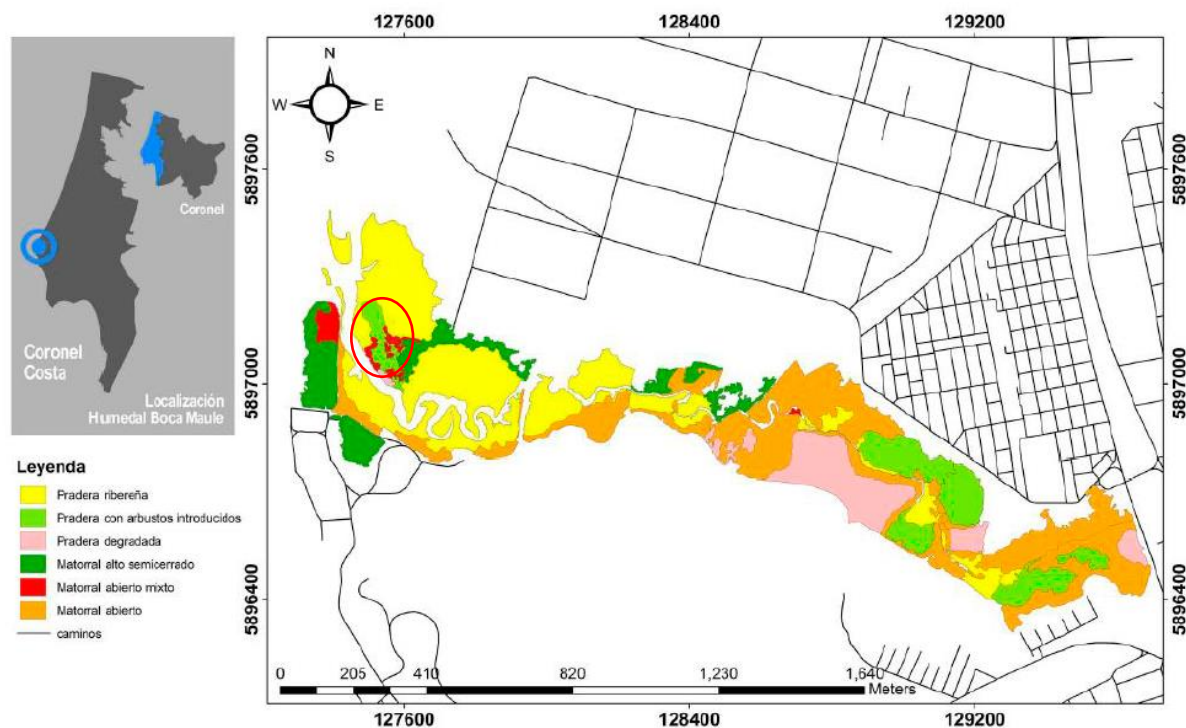 127600
128400
129200
N
W
E
S
5897600
5897600
Coronel
Coronel
Costa
Localización
Humedal Boca Maule
5897000
5897000
Leyenda
Pradera ribereña
Pradera con arbustos introducidos
Pradera degradada
Matorral alto semicerrado
Matorral abierto mixto
Matorral abierto
caminos
5896400
5896400
0
205
410
820
1,230
1,640
Meters
127600
128400
129200